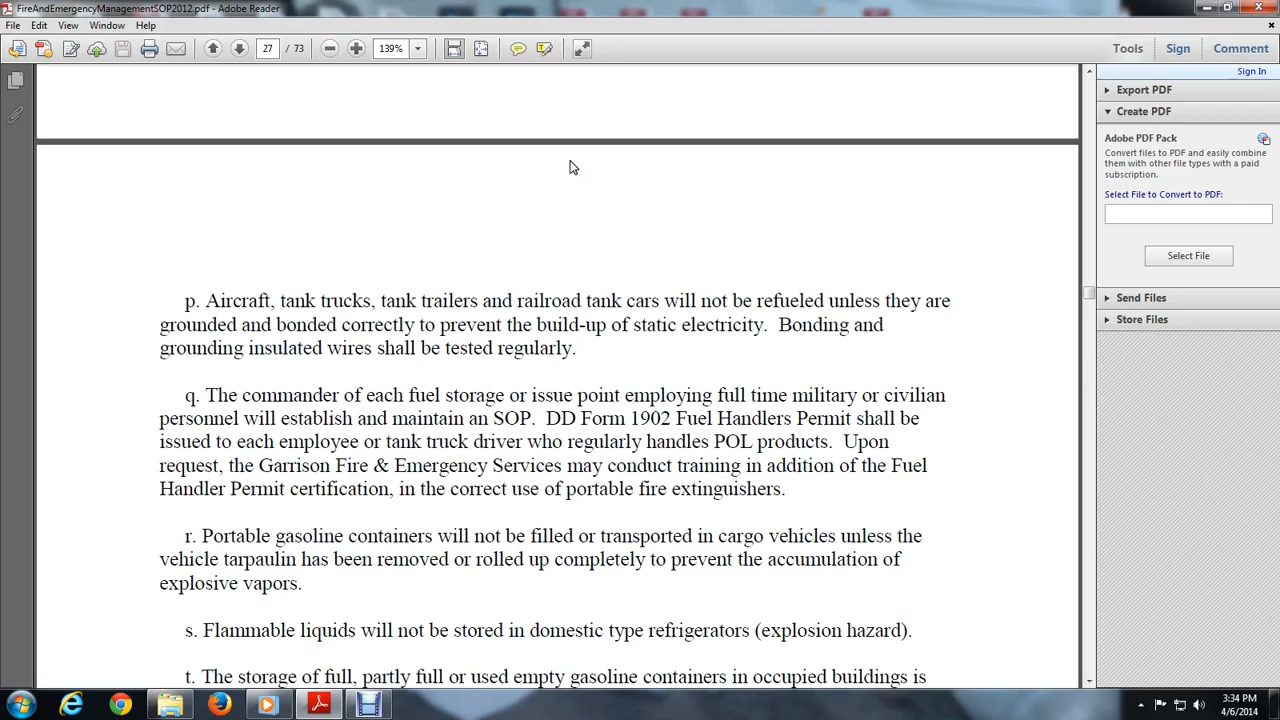 FireAndEmergencyManagementSOP2012.pdf - Adobe Reader
File Edit View Window Help
27 / 73 139% Tools Sign Comment
Sign In
Export PDF
Create PDF
Adobe PDF Pack
Convert files to PDF and easily combine
them with other file types with a paid
subscription.
Select File to Convert to PDF:
Select File
Send Files
Store Files
p. Aircraft, tank trucks, tank trailers and railroad tank cars will not be refueled unless they are
grounded and bonded correctly to prevent the build-up of static electricity. Bonding and
grounding insulated wires shall be tested regularly.
q. The commander of each fuel storage or issue point employing full time military or civilian
personnel will establish and maintain an SOP. DD Form 1902 Fuel Handlers Permit shall be
issued to each employee or tank truck driver who regularly handles POL products. Upon
request, the Garrison Fire & Emergency Services may conduct training in addition of the Fuel
Handler Permit certification, in the correct use of portable fire extinguishers.
r. Portable gasoline containers will not be filled or transported in cargo vehicles unless the
vehicle tarpaulin has been removed or rolled up completely to prevent the accumulation of
explosive vapors.
s. Flammable liquids will not be stored in domestic type refrigerators (explosion hazard).
t. The storage of full, partly full or used empty gasoline containers in occupied buildings is
3:34 PM
4/6/2014